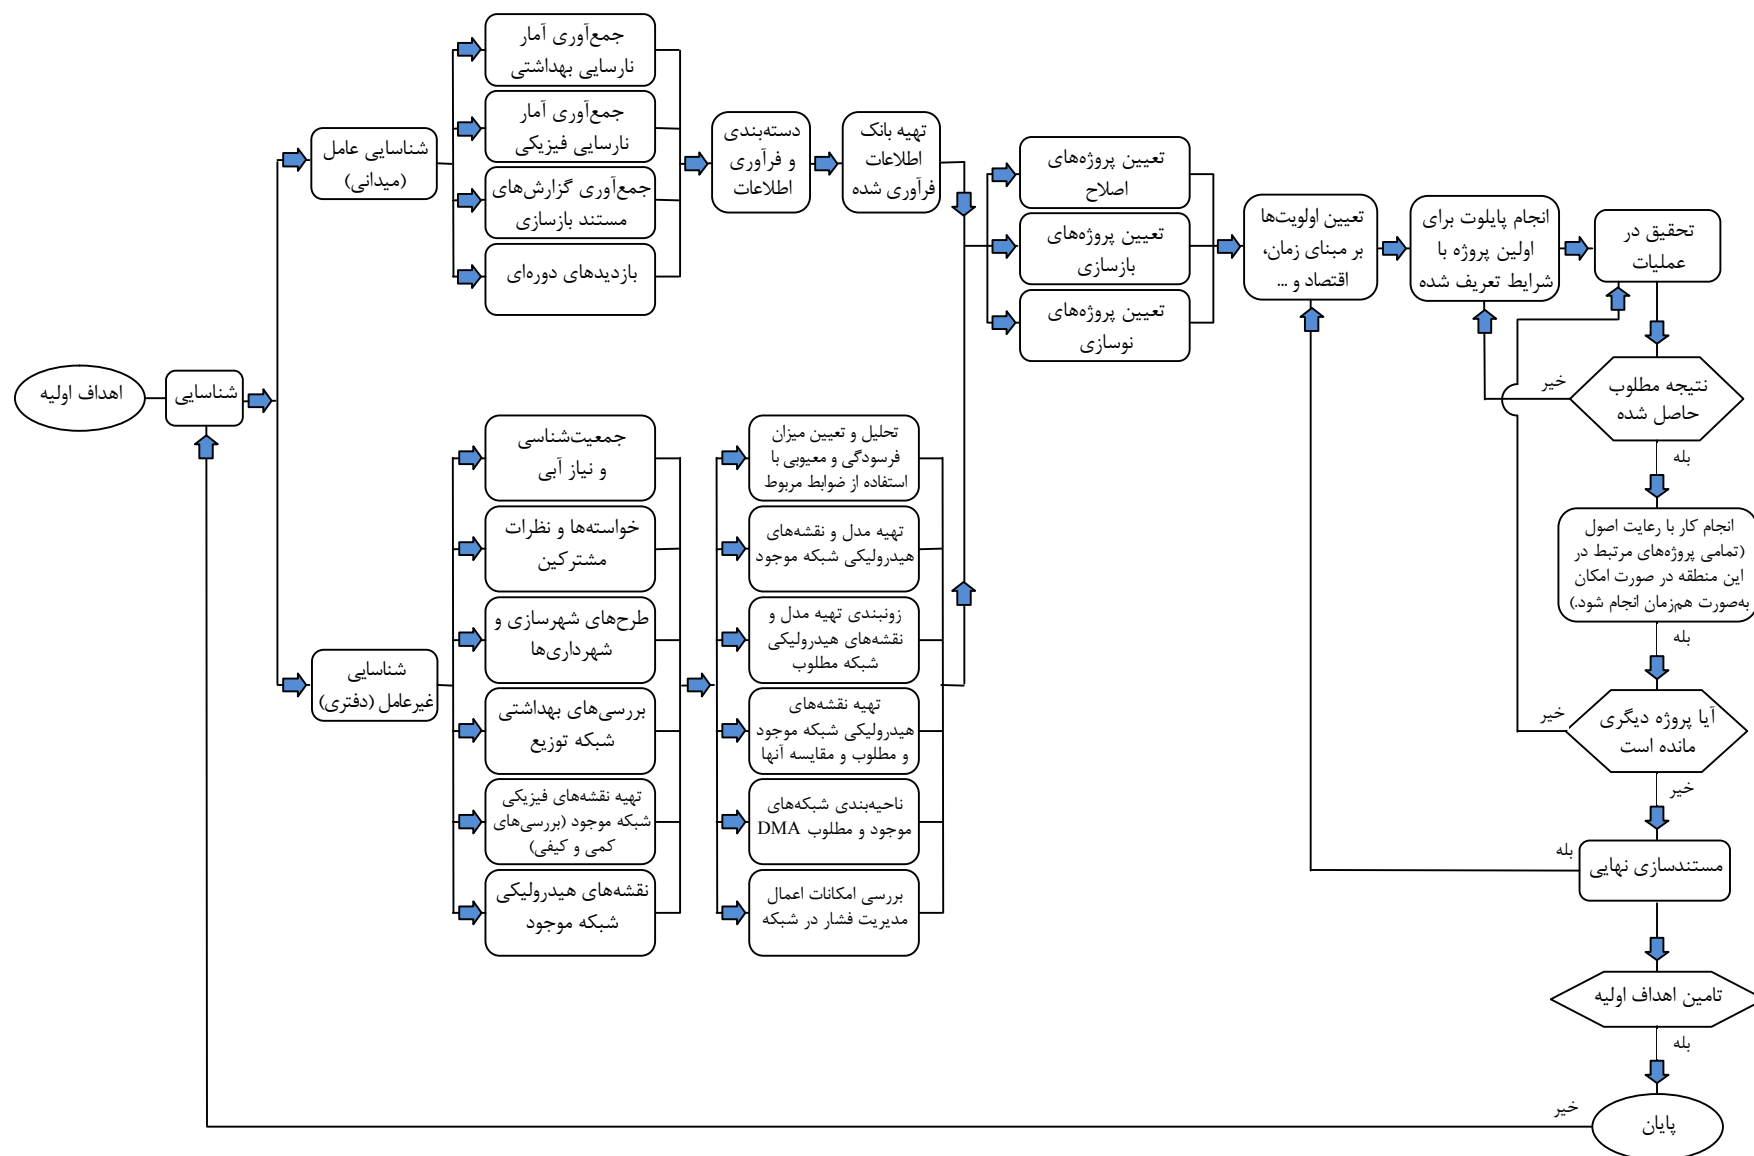 اهداف اولیه
شناسایی
شناسایی عامل
(میدانی)
جمع‌آوری آمار
نارسایی بهداشتی
جمع‌آوری آمار
نارسایی فیزیکی
جمع‌آوری گزارش‌های
مستند بازسازی
بازدیدهای دوره‌ای
دسته‌بندی
و فرآوری
اطلاعات
تهیه بانک
اطلاعات
فرآوری شده
شناسایی
غیرعامل (دفتری)
جمعیت‌شناسی
و نیاز آبی
خواسته‌ها و نظرات
مشترکین
طرح‌های شهرسازی و
شهرداری‌ها
بررسی‌های بهداشتی
شبکه توزیع
تهیه نقشه‌های فیزیکی
شبکه موجود (بررسی‌های
کمی و کیفی)
نقشه‌های هیدرولیکی
شبکه موجود
تحلیل و تعیین میزان
فرسودگی و معیوبی با
استفاده از ضوابط مربوط
تهیه مدل و نقشه‌های
هیدرولیکی شبکه موجود
زونبندی تهیه مدل و
نقشه‌های هیدرولیکی
شبکه مطلوب
تهیه نقشه‌های
هیدرولیکی شبکه موجود
و مطلوب و مقایسه آنها
ناحیه‌بندی شبکه‌های
موجود و مطلوب DMA
بررسی امکانات اعمال
مدیریت فشار در شبکه
تعیین پروژه‌های
اصلاح
تعیین پروژه‌های
بازسازی
تعیین پروژه‌های
نوسازی
تعیین اولویت‌ها
بر مبنای زمان،
اقتصاد و ...
انجام پایلوت برای
اولین پروژه با
شرایط تعریف شده
تحقیق در
عملیات
نتیجه مطلوب
حاصل شده
خیر
بله
انجام کار با رعایت اصول
(تمامی پروژه‌های مرتبط در
این منطقه در صورت امکان
به‌صورت هم‌زمان انجام شود.)
بله
آیا پروژه دیگری
مانده است
خیر
خیر
مستندسازی نهایی
بله
تامین اهداف اولیه
بله
پایان
خیر